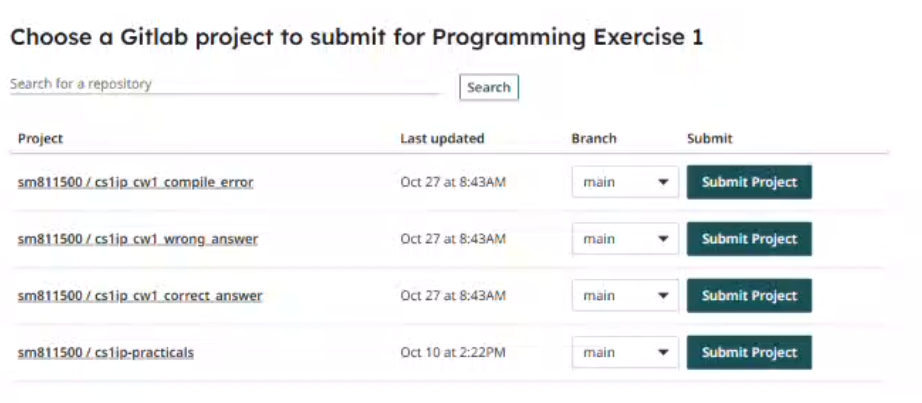 Choose a Gitlab project to submit for Programming Exercise 1
Search for a repository Search
Project Last updated Branch Submit
sm811500 / cs1ip_cw1_compile_error Oct 27 at 8:43AM main Submit Project
sm811500 / cs1ip_cw1_wrong_answer Oct 27 at 8:43AM main Submit Project
sm811500 / cs1ip_cw1_correct_answer Oct 27 at 8:43AM main Submit Project
sm811500 / cs1ip-practicals Oct 10 at 2:22PM main Submit Project